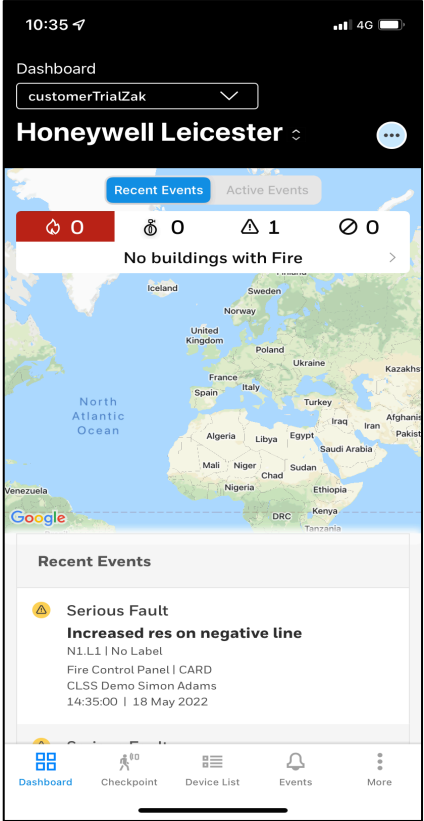 10:35
4G
Dashboard
customerTrialZak
Honeywell Leicester
Recent Events
Active Events
0
0
1
0
No buildings with Fire
Iceland
Sweden
Norway
United
Kingdom
Poland
Ukraine
Kazakhs
France
Italy
Spain
Turkey
North
Atlantic
Ocean
Iraq
Iran
Afghanis
Pakist
Algeria
Libya
Egypt
Saudi Arabia
Mali
Niger
Chad
Sudan
Nigeria
Ethiopia
Venezuela
Kenya
DRC
Google
Tanzania
Recent Events
Serious Fault
Increased res on negative line
N1.L1 | No Label
Fire Control Panel | CARD
CLSS Demo Simon Adams
14:35:00 | 18 May 2022
Dashboard
Checkpoint
Device List
Events
More